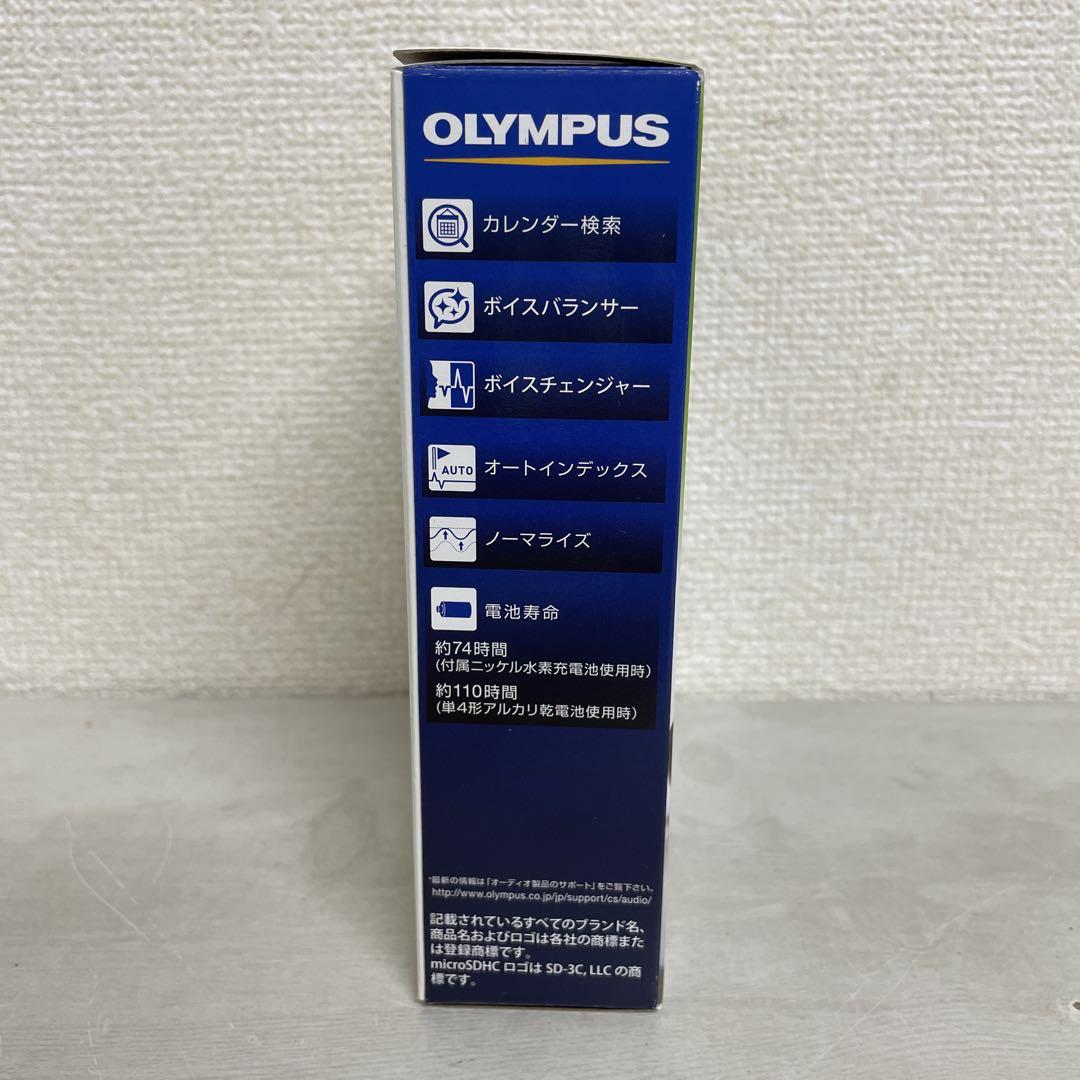 OLYMPUS
カレンダー検索
ボイスバランサー
ボイスチェンジャー
AUTO オートインデックス
ノーマライズ
電池寿命
約74時間
(付属ニッケル水素充電池使用時)
約110時間
(単4形アルカリ乾電池使用時)
*最新の情報は「オーディオ製品のサポート」をご覧下さい。
http://www.olympus.co.jp/jp/support/cs/audio/
記載されているすべてのブランド名、
商品名およびロゴは各社の商標また
は登録商標です。
microSDHC ロゴは SD-3C, LLC の商
標です。